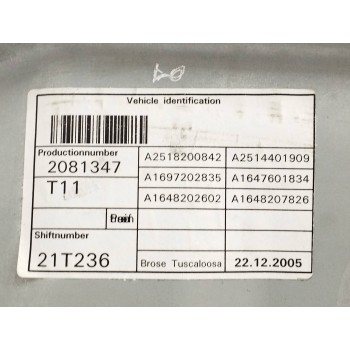 Vehicle identification
Productionnumber
2081347
T11
A2518200842 A2514401909
A1697202835 A1647601834
A1648202602 A1648207826
Shiftnumber
21T236
Brose Tuscaloosa 22.12.2005